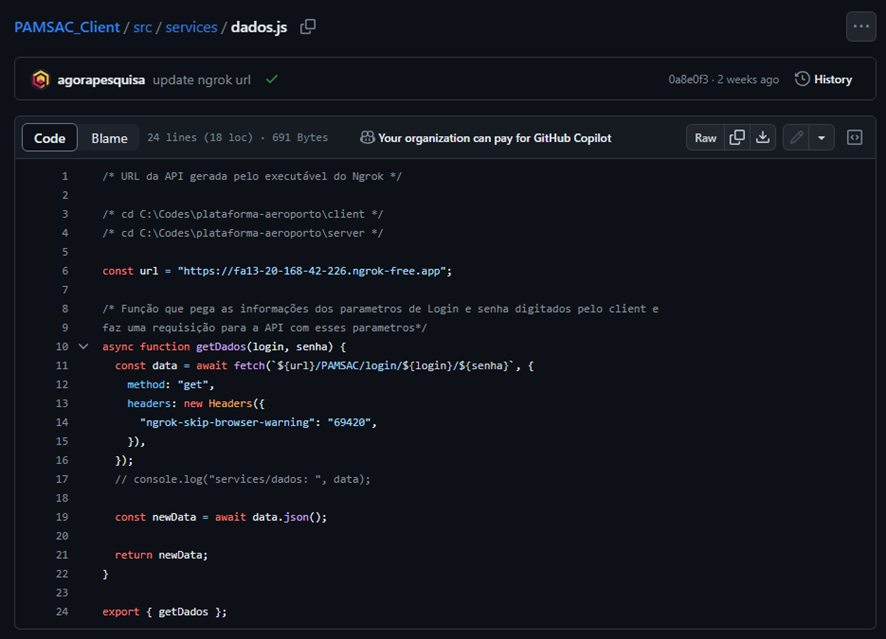 PAMSAC_Client / src / services / dados.js
agorapesquisa update ngrok url 0a8e0f3 · 2 weeks ago History
Code Blame 24 lines (18 loc) · 691 Bytes Your organization can pay for GitHub Copilot Raw
1 /* URL da API gerada pelo executável do Ngrok */
2
3 /* cd C:\Codes\plataforma-aeroporto\client */
4 /* cd C:\Codes\plataforma-aeroporto\server */
5
6 const url = "https://fa13-20-168-42-226.ngrok-free.app";
7
8 /* Função que pega as informações dos parametros de Login e senha digitados pelo client e
9 faz uma requisição para a API com esses parametros*/
10 async function getDados(login, senha) {
11 const data = await fetch(`${url}/PAMSAC/login/${login}/${senha}`, {
12 method: "get",
13 headers: new Headers({
14 "ngrok-skip-browser-warning": "69420",
15 }),
16 });
17 // console.log("services/dados: ", data);
18
19 const newData = await data.json();
20
21 return newData;
22 }
23
24 export { getDados };